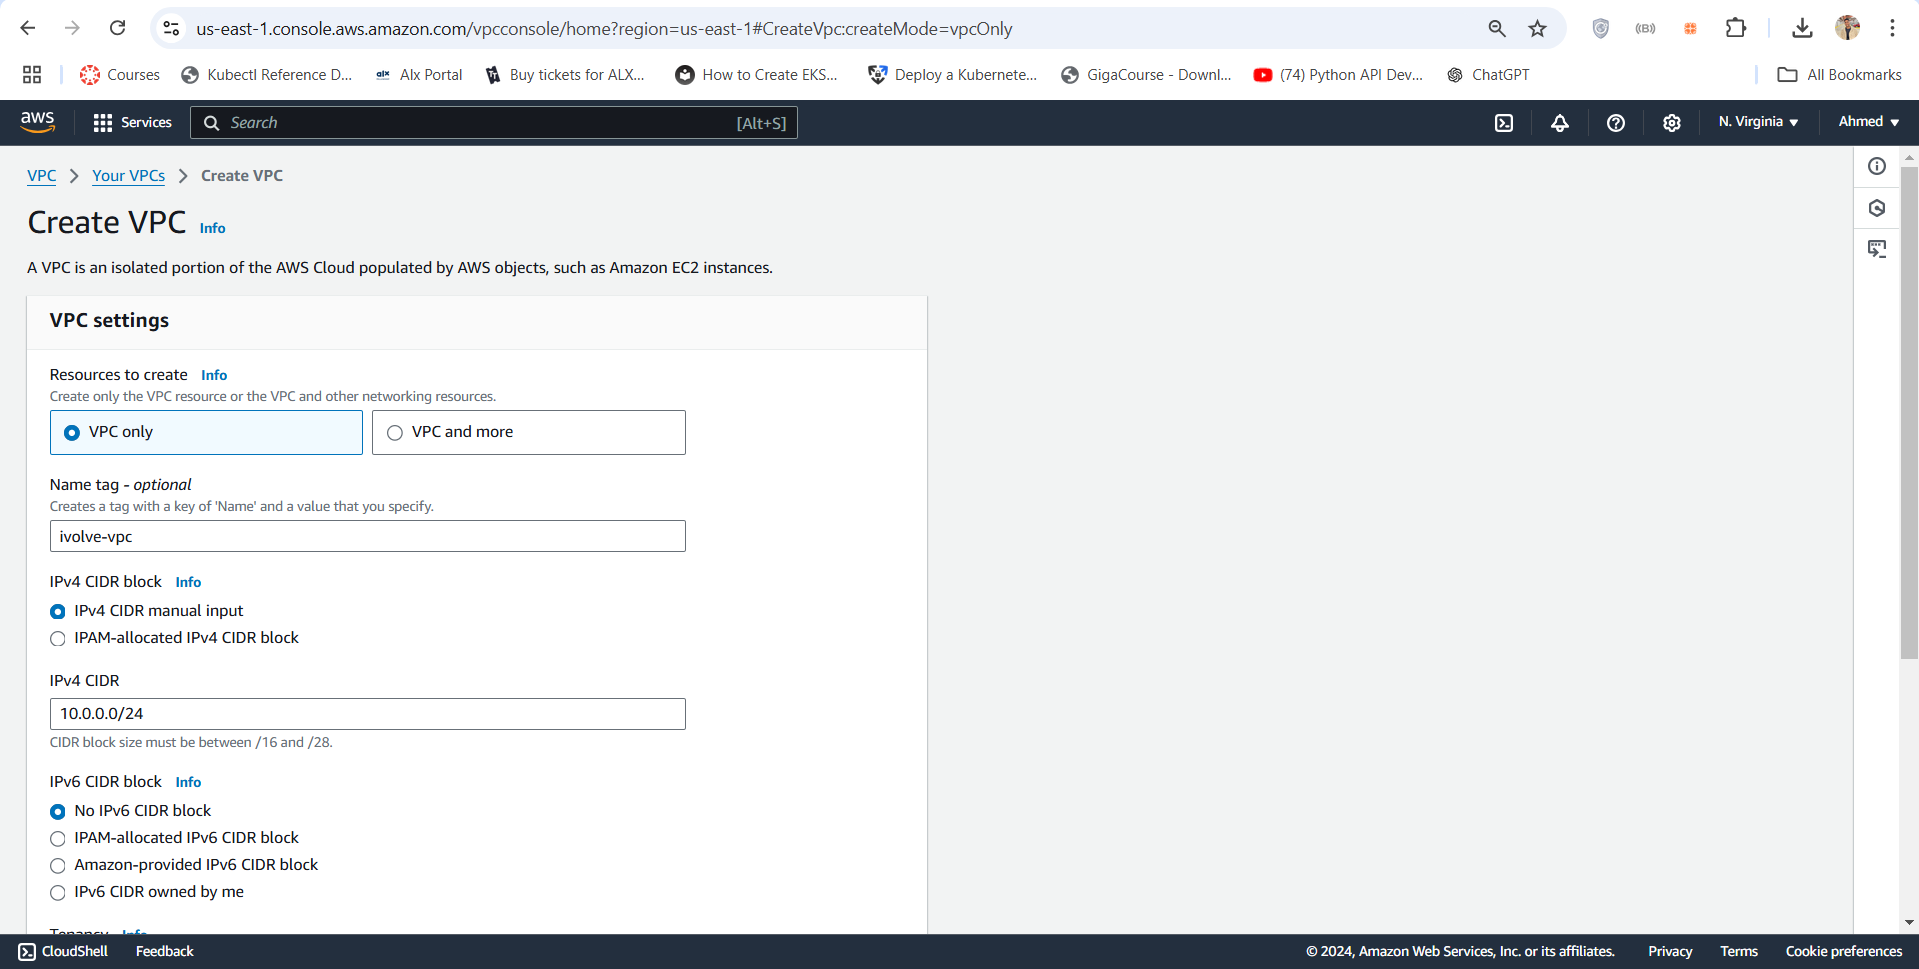 us-east-1.console.aws.amazon.com/vpcconsole/home?region=us-east-1#CreateVpc:createMode=vpcOnly
Courses Kubectl Reference D... alx Alx Portal Buy tickets for ALX... How to Create EKS... Deploy a Kubernete... GigaCourse - Downl... (74) Python API Dev... ChatGPT All Bookmarks
aws Services Search [Alt+S] N. Virginia Ahmed
VPC Your VPCs Create VPC
Create VPC Info
A VPC is an isolated portion of the AWS Cloud populated by AWS objects, such as Amazon EC2 instances.
VPC settings
Resources to create Info
Create only the VPC resource or the VPC and other networking resources.
VPC only VPC and more
Name tag - optional
Creates a tag with a key of 'Name' and a value that you specify.
ivolve-vpc
IPv4 CIDR block Info
IPv4 CIDR manual input
IPAM-allocated IPv4 CIDR block
IPv4 CIDR
10.0.0.0/24
CIDR block size must be between /16 and /28.
IPv6 CIDR block Info
No IPv6 CIDR block
IPAM-allocated IPv6 CIDR block
Amazon-provided IPv6 CIDR block
IPv6 CIDR owned by me
Tenancy Info
CloudShell Feedback © 2024, Amazon Web Services, Inc. or its affiliates. Privacy Terms Cookie preferences